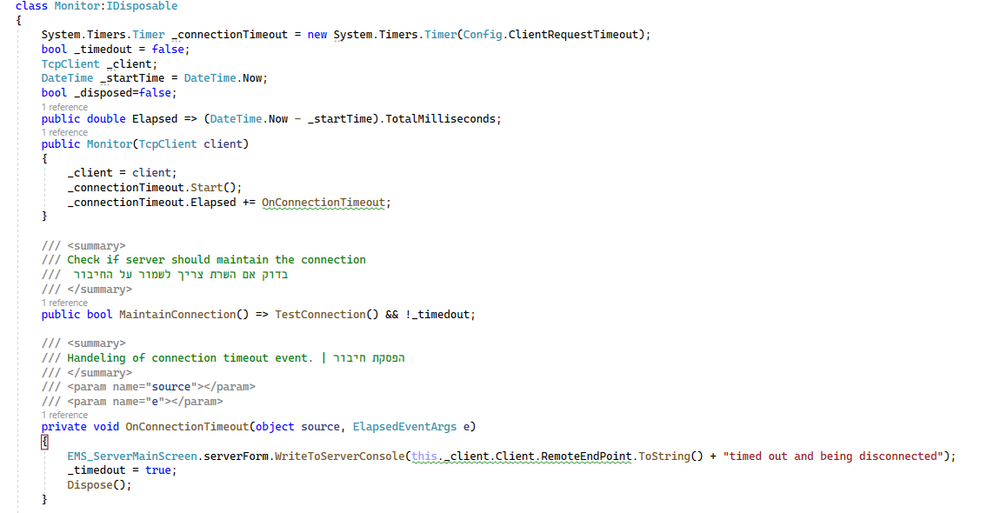 class Monitor:IDisposable
{
System.Timers.Timer _connectionTimeout = new System.Timers.Timer(Config.ClientRequestTimeout);
bool _timedout = false;
TcpClient _client;
DateTime _startTime = DateTime.Now;
bool _disposed=false;
1 reference
public double Elapsed => (DateTime.Now - _startTime).TotalMilliseconds;
1 reference
public Monitor(TcpClient client)
{
_client = client;
_connectionTimeout.Start();
_connectionTimeout.Elapsed += OnConnectionTimeout;
}
/// <summary>
/// Check if server should maintain the connection
/// בדוק אם השרת צריך לשמור על החיבור
/// </summary>
1 reference
public bool MaintainConnection() => TestConnection() && !_timedout;
/// <summary>
/// Handeling of connection timeout event. | הפסקת חיבור
/// </summary>
/// <param name="source"></param>
/// <param name="e"></param>
1 reference
private void OnConnectionTimeout(object source, ElapsedEventArgs e)
{
EMS_ServerMainScreen.serverForm.WriteToServerConsole(this._client.Client.RemoteEndPoint.ToString() + "timed out and being disconnected");
_timedout = true;
Dispose();
}